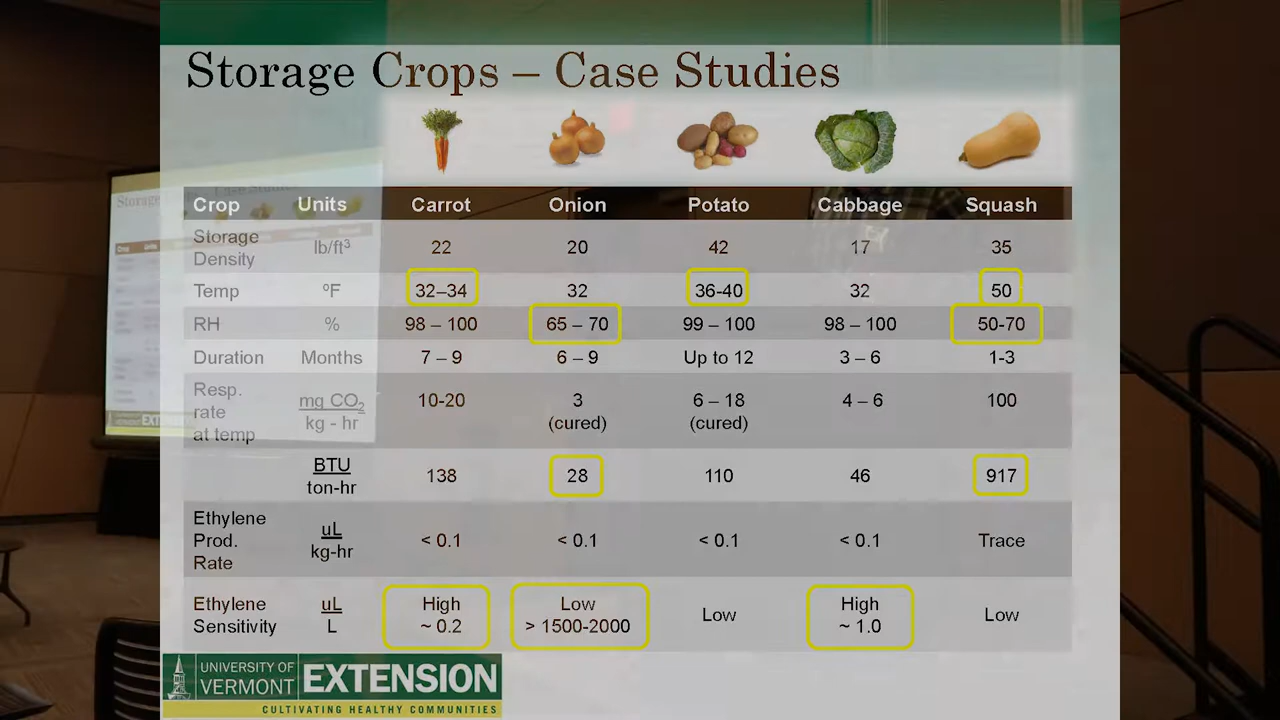 Storage Crops – Case Studies
Crop Units Carrot Onion Potato Cabbage Squash
Storage Density lb/ft³ 22 20 42 17 35
Temp ºF 32–34 32 36-40 32 50
RH % 98 – 100 65 – 70 99 – 100 98 – 100 50-70
Duration Months 7 – 9 6 – 9 Up to 12 3 – 6 1-3
Resp. rate at temp mg CO₂ kg - hr 10-20 3 (cured) 6 – 18 (cured) 4 – 6 100
BTU ton-hr 138 28 110 46 917
Ethylene Prod. Rate uL kg-hr < 0.1 < 0.1 < 0.1 < 0.1 Trace
Ethylene Sensitivity uL L High ~ 0.2 Low > 1500-2000 Low High ~ 1.0 Low
UNIVERSITY OF VERMONT EXTENSION
CULTIVATING HEALTHY COMMUNITIES